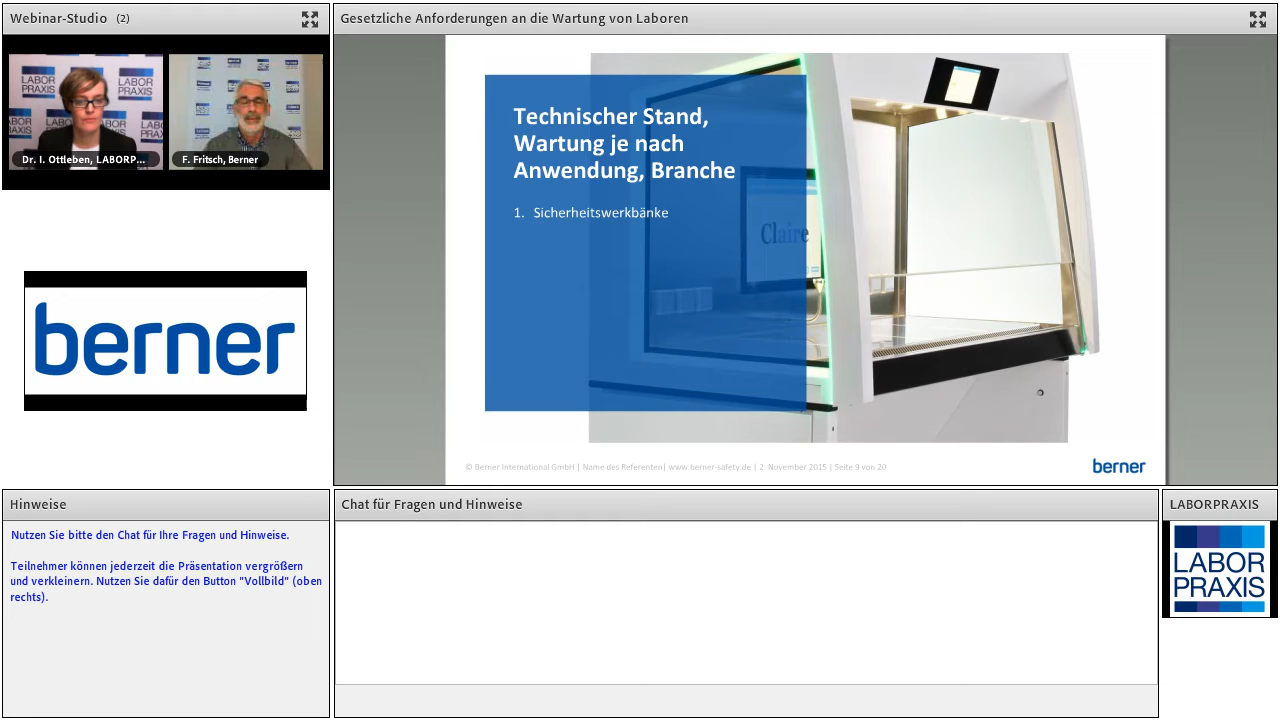 Webinar-Studio (2)
LABOR
PRAXIS
Dr. I. Ottleben, LABORP...
F. Fritsch, Berner
berner
Gesetzliche Anforderungen an die Wartung von Laboren
Technischer Stand,
Wartung je nach
Anwendung, Branche
1. Sicherheitswerkbänke
Claire
© Berner International GmbH | Name des Referenten| www.berner-safety.de | 2. November 2015 | Seite 9 von 20
berner
Hinweise
Nutzen Sie bitte den Chat für Ihre Fragen und Hinweise.
Teilnehmer können jederzeit die Präsentation vergrößern
und verkleinern. Nutzen Sie dafür den Button "Vollbild" (oben
rechts).
Chat für Fragen und Hinweise
LABORPRAXIS
LABOR
PRAXIS